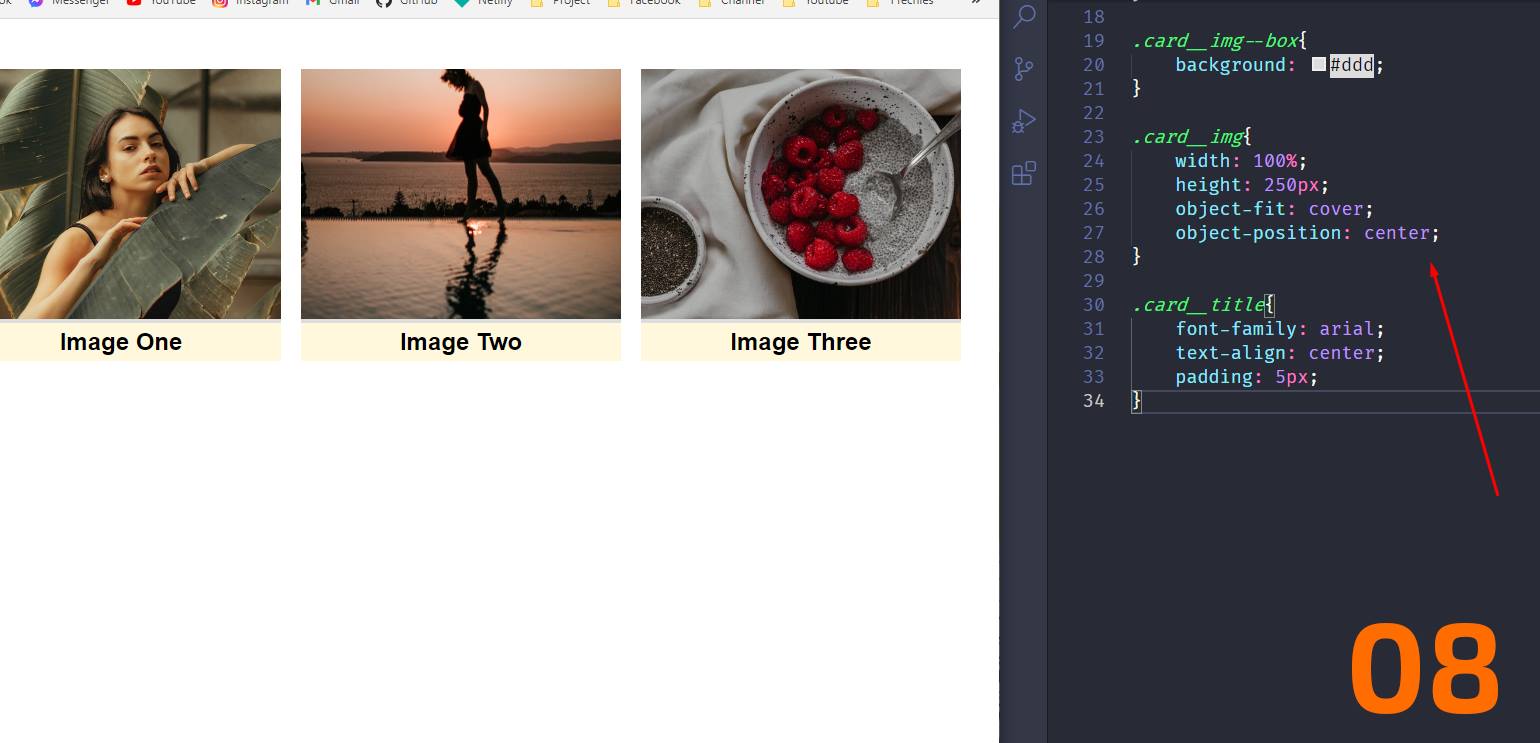 ok Messenger YouTube Instagram Gmail GitHub Netlify Project Facebook Channel Youtube Frechies »
Image One
Image Two
Image Three
18
19 .card__img--box{
20 background: #ddd;
21 }
22
23 .card__img{
24 width: 100%;
25 height: 250px;
26 object-fit: cover;
27 object-position: center;
28 }
29
30 .card__title{
31 font-family: arial;
32 text-align: center;
33 padding: 5px;
34 }
08